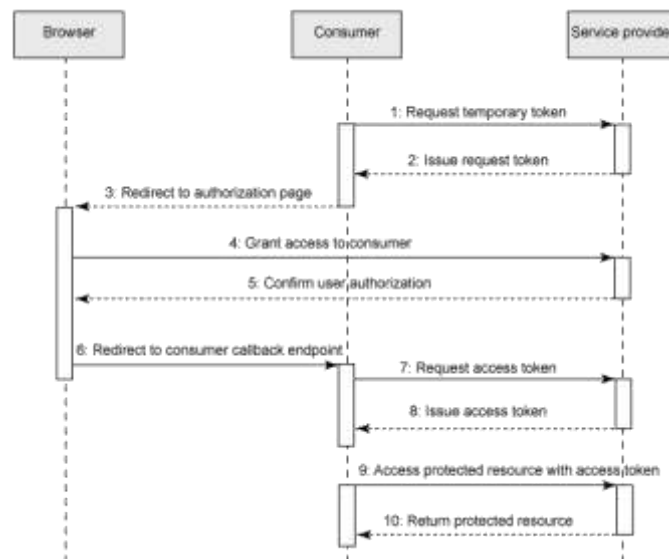 Browser
Consumer
Service provide
1: Request temporary token
2: Issue request token
3: Redirect to authorization page
4: Grant access to consumer
5: Confirm user authorization
6: Redirect to consumer callback endpoint
7: Request access token
8: Issue access token
9: Access protected resource with access token
10: Return protected resource